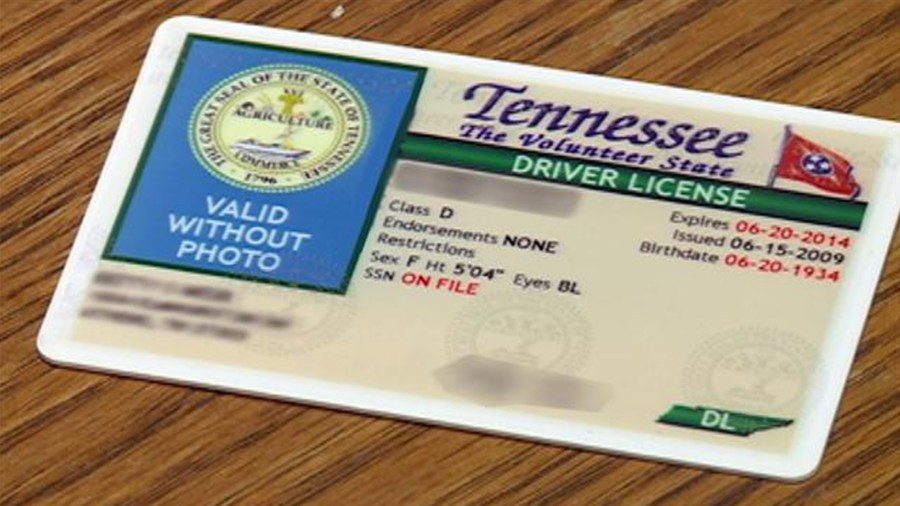 THE GREAT SEAL OF THE STATE OF TENNESSEE
XVI
AGRICULTURE
COMMERCE
1796
VALID
WITHOUT
PHOTO
Tennessee
The Volunteer State
DRIVER LICENSE
Class D
Endorsements NONE
Restrictions
Sex F Ht 5'04" Eyes BL
SSN ON FILE
Expires 06-20-2014
Issued 06-15-2009
Birthdate 06-20-1934
DL